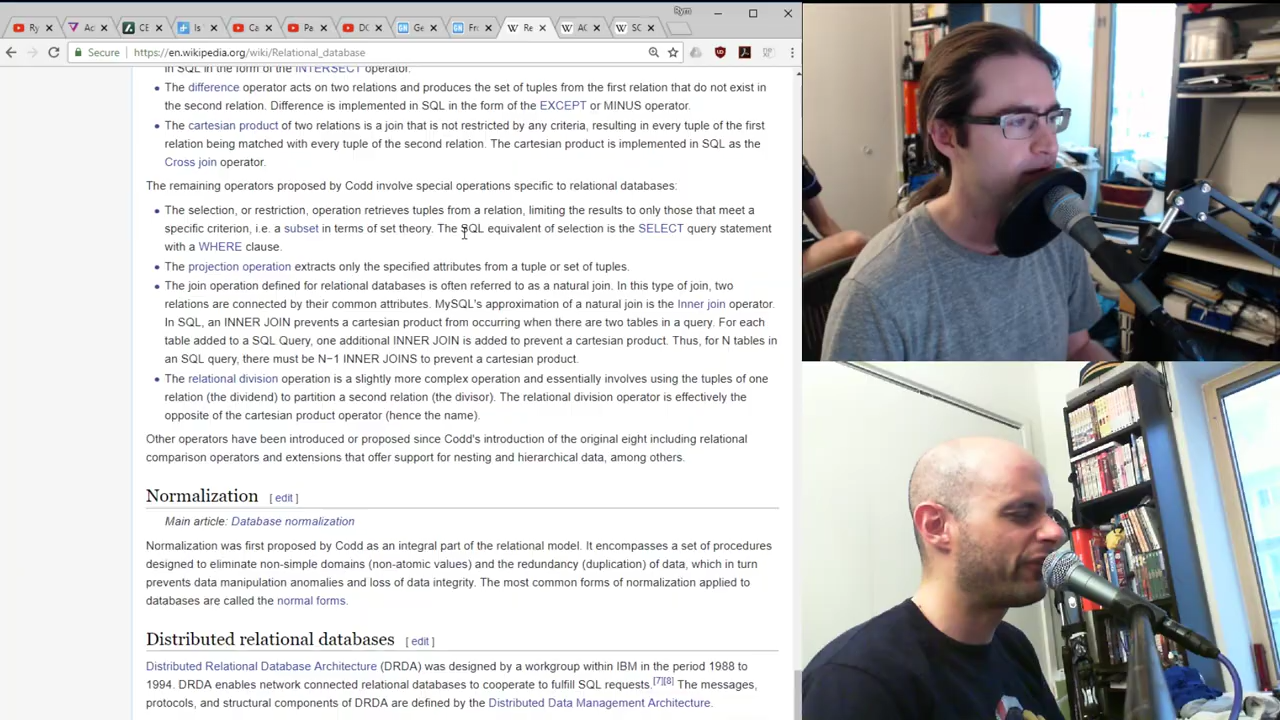 Ryan
Ry
Ad
CE
Is
Ca
Pa
DC
Ge
Fro
Re
AC
SC
Secure
https://en.wikipedia.org/wiki/Relational_database
in SQL in the form of the INTERSECT operator.
The difference operator acts on two relations and produces the set of tuples from the first relation that do not exist in
the second relation. Difference is implemented in SQL in the form of the EXCEPT or MINUS operator.
The cartesian product of two relations is a join that is not restricted by any criteria, resulting in every tuple of the first
relation being matched with every tuple of the second relation. The cartesian product is implemented in SQL as the
Cross join operator.
The remaining operators proposed by Codd involve special operations specific to relational databases:
The selection, or restriction, operation retrieves tuples from a relation, limiting the results to only those that meet a
specific criterion, i.e. a subset in terms of set theory. The SQL equivalent of selection is the SELECT query statement
with a WHERE clause.
The projection operation extracts only the specified attributes from a tuple or set of tuples.
The join operation defined for relational databases is often referred to as a natural join. In this type of join, two
relations are connected by their common attributes. MySQL's approximation of a natural join is the Inner join operator.
In SQL, an INNER JOIN prevents a cartesian product from occurring when there are two tables in a query. For each
table added to a SQL Query, one additional INNER JOIN is added to prevent a cartesian product. Thus, for N tables in
an SQL query, there must be N−1 INNER JOINS to prevent a cartesian product.
The relational division operation is a slightly more complex operation and essentially involves using the tuples of one
relation (the dividend) to partition a second relation (the divisor). The relational division operator is effectively the
opposite of the cartesian product operator (hence the name).
Other operators have been introduced or proposed since Codd's introduction of the original eight including relational
comparison operators and extensions that offer support for nesting and hierarchical data, among others.
Normalization [ edit ]
Main article: Database normalization
Normalization was first proposed by Codd as an integral part of the relational model. It encompasses a set of procedures
designed to eliminate non-simple domains (non-atomic values) and the redundancy (duplication) of data, which in turn
prevents data manipulation anomalies and loss of data integrity. The most common forms of normalization applied to
databases are called the normal forms.
Distributed relational databases [ edit ]
Distributed Relational Database Architecture (DRDA) was designed by a workgroup within IBM in the period 1988 to
1994. DRDA enables network connected relational databases to cooperate to fulfill SQL requests.[7][8] The messages,
protocols, and structural components of DRDA are defined by the Distributed Data Management Architecture.